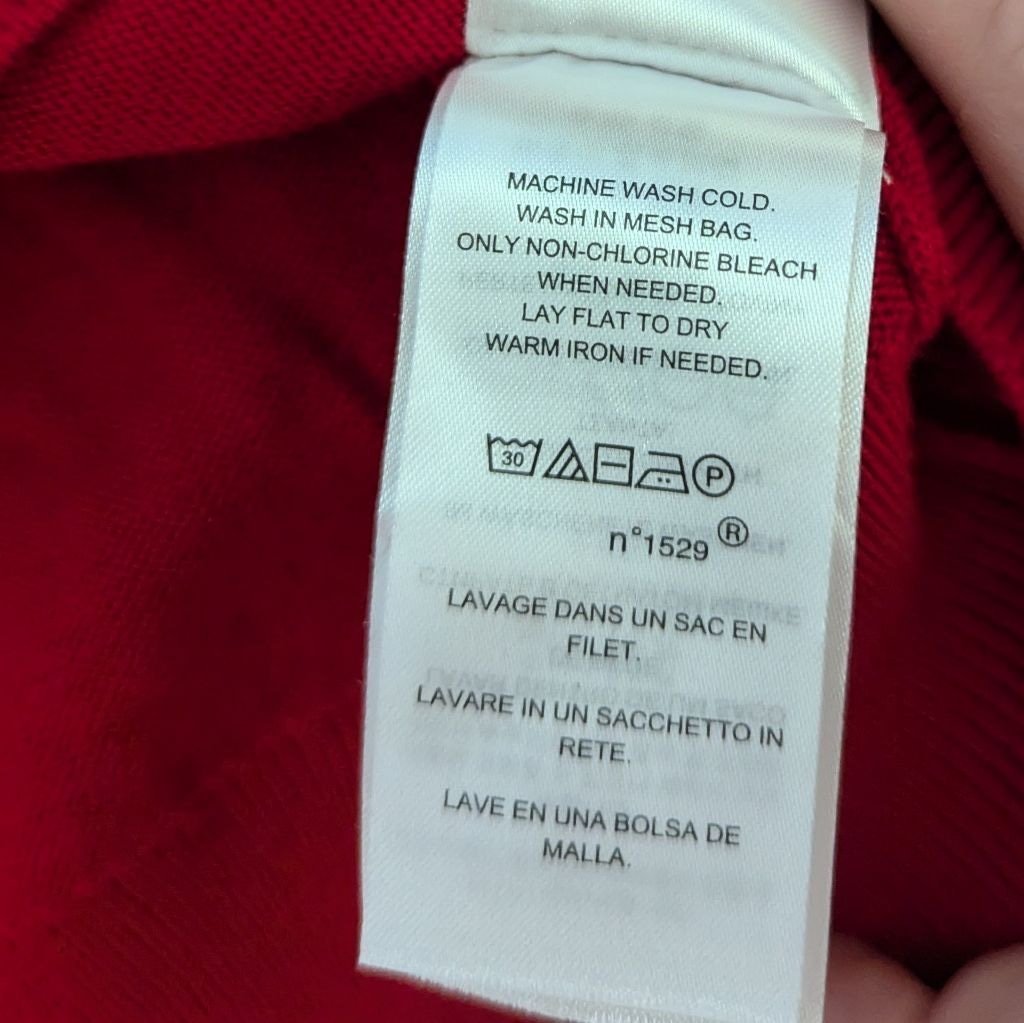 MACHINE WASH COLD.
WASH IN MESH BAG.
ONLY NON-CHLORINE BLEACH
WHEN NEEDED.
LAY FLAT TO DRY
WARM IRON IF NEEDED.
30 P
n°1529 ®
LAVAGE DANS UN SAC EN
FILET.
LAVARE IN UN SACCHETTO IN
RETE.
LAVE EN UNA BOLSA DE
MALLA.